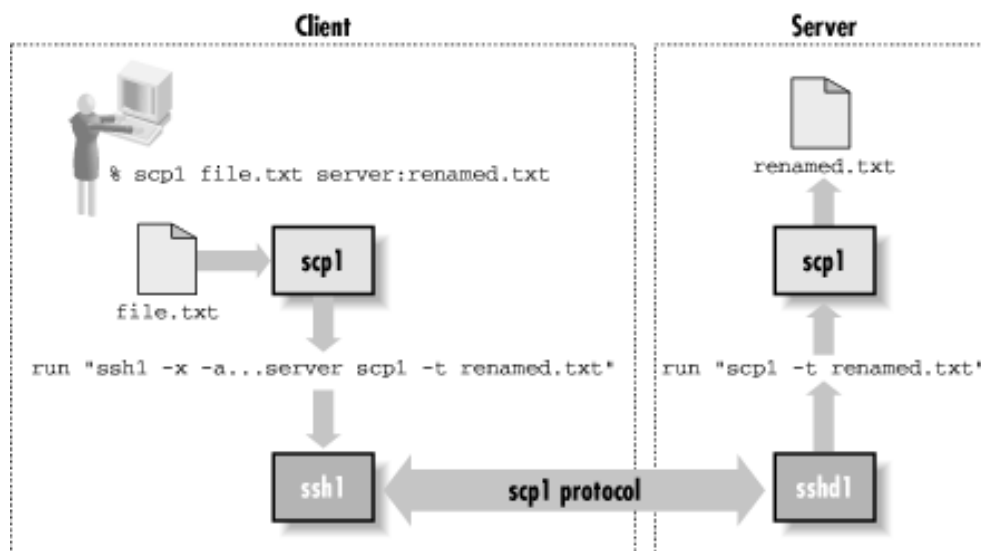 Client
Server
% scp1 file.txt server:renamed.txt
renamed.txt
scp1
scp1
file.txt
run "ssh1 -x -a...server scp1 -t renamed.txt"
run "scp1 -t renamed.txt"
ssh1
scp1 protocol
sshd1